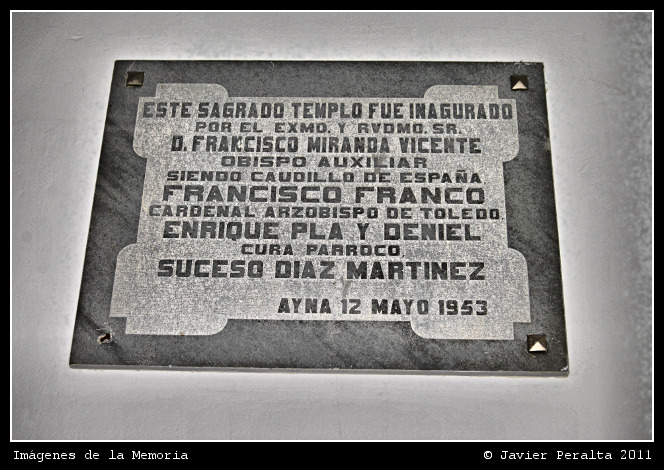 ESTE SAGRADO TEMPLO FUE INAGURADO
POR EL EXMO. Y RVDMO. SR.
D. FRANCISCO MIRANDA VICENTE
OBISPO AUXILIAR
SIENDO CAUDILLO DE ESPAÑA
FRANCISCO FRANCO
CARDENAL ARZOBISPO DE TOLEDO
ENRIQUE PLA Y DENIEL
CURA PARROCO
SUCESO DIAZ MARTINEZ
AYNA 12 MAYO 1953
Imágenes de la Memoria
© Javier Peralta 2011